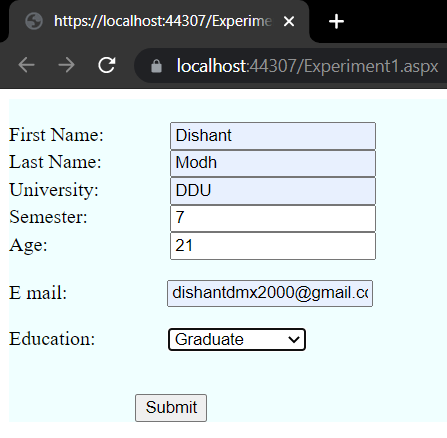 https://localhost:44307/Experime
localhost:44307/Experiment1.aspx
First Name: Dishant
Last Name: Modh
University: DDU
Semester: 7
Age: 21
E mail: dishantdmx2000@gmail.co
Education: Graduate
Submit